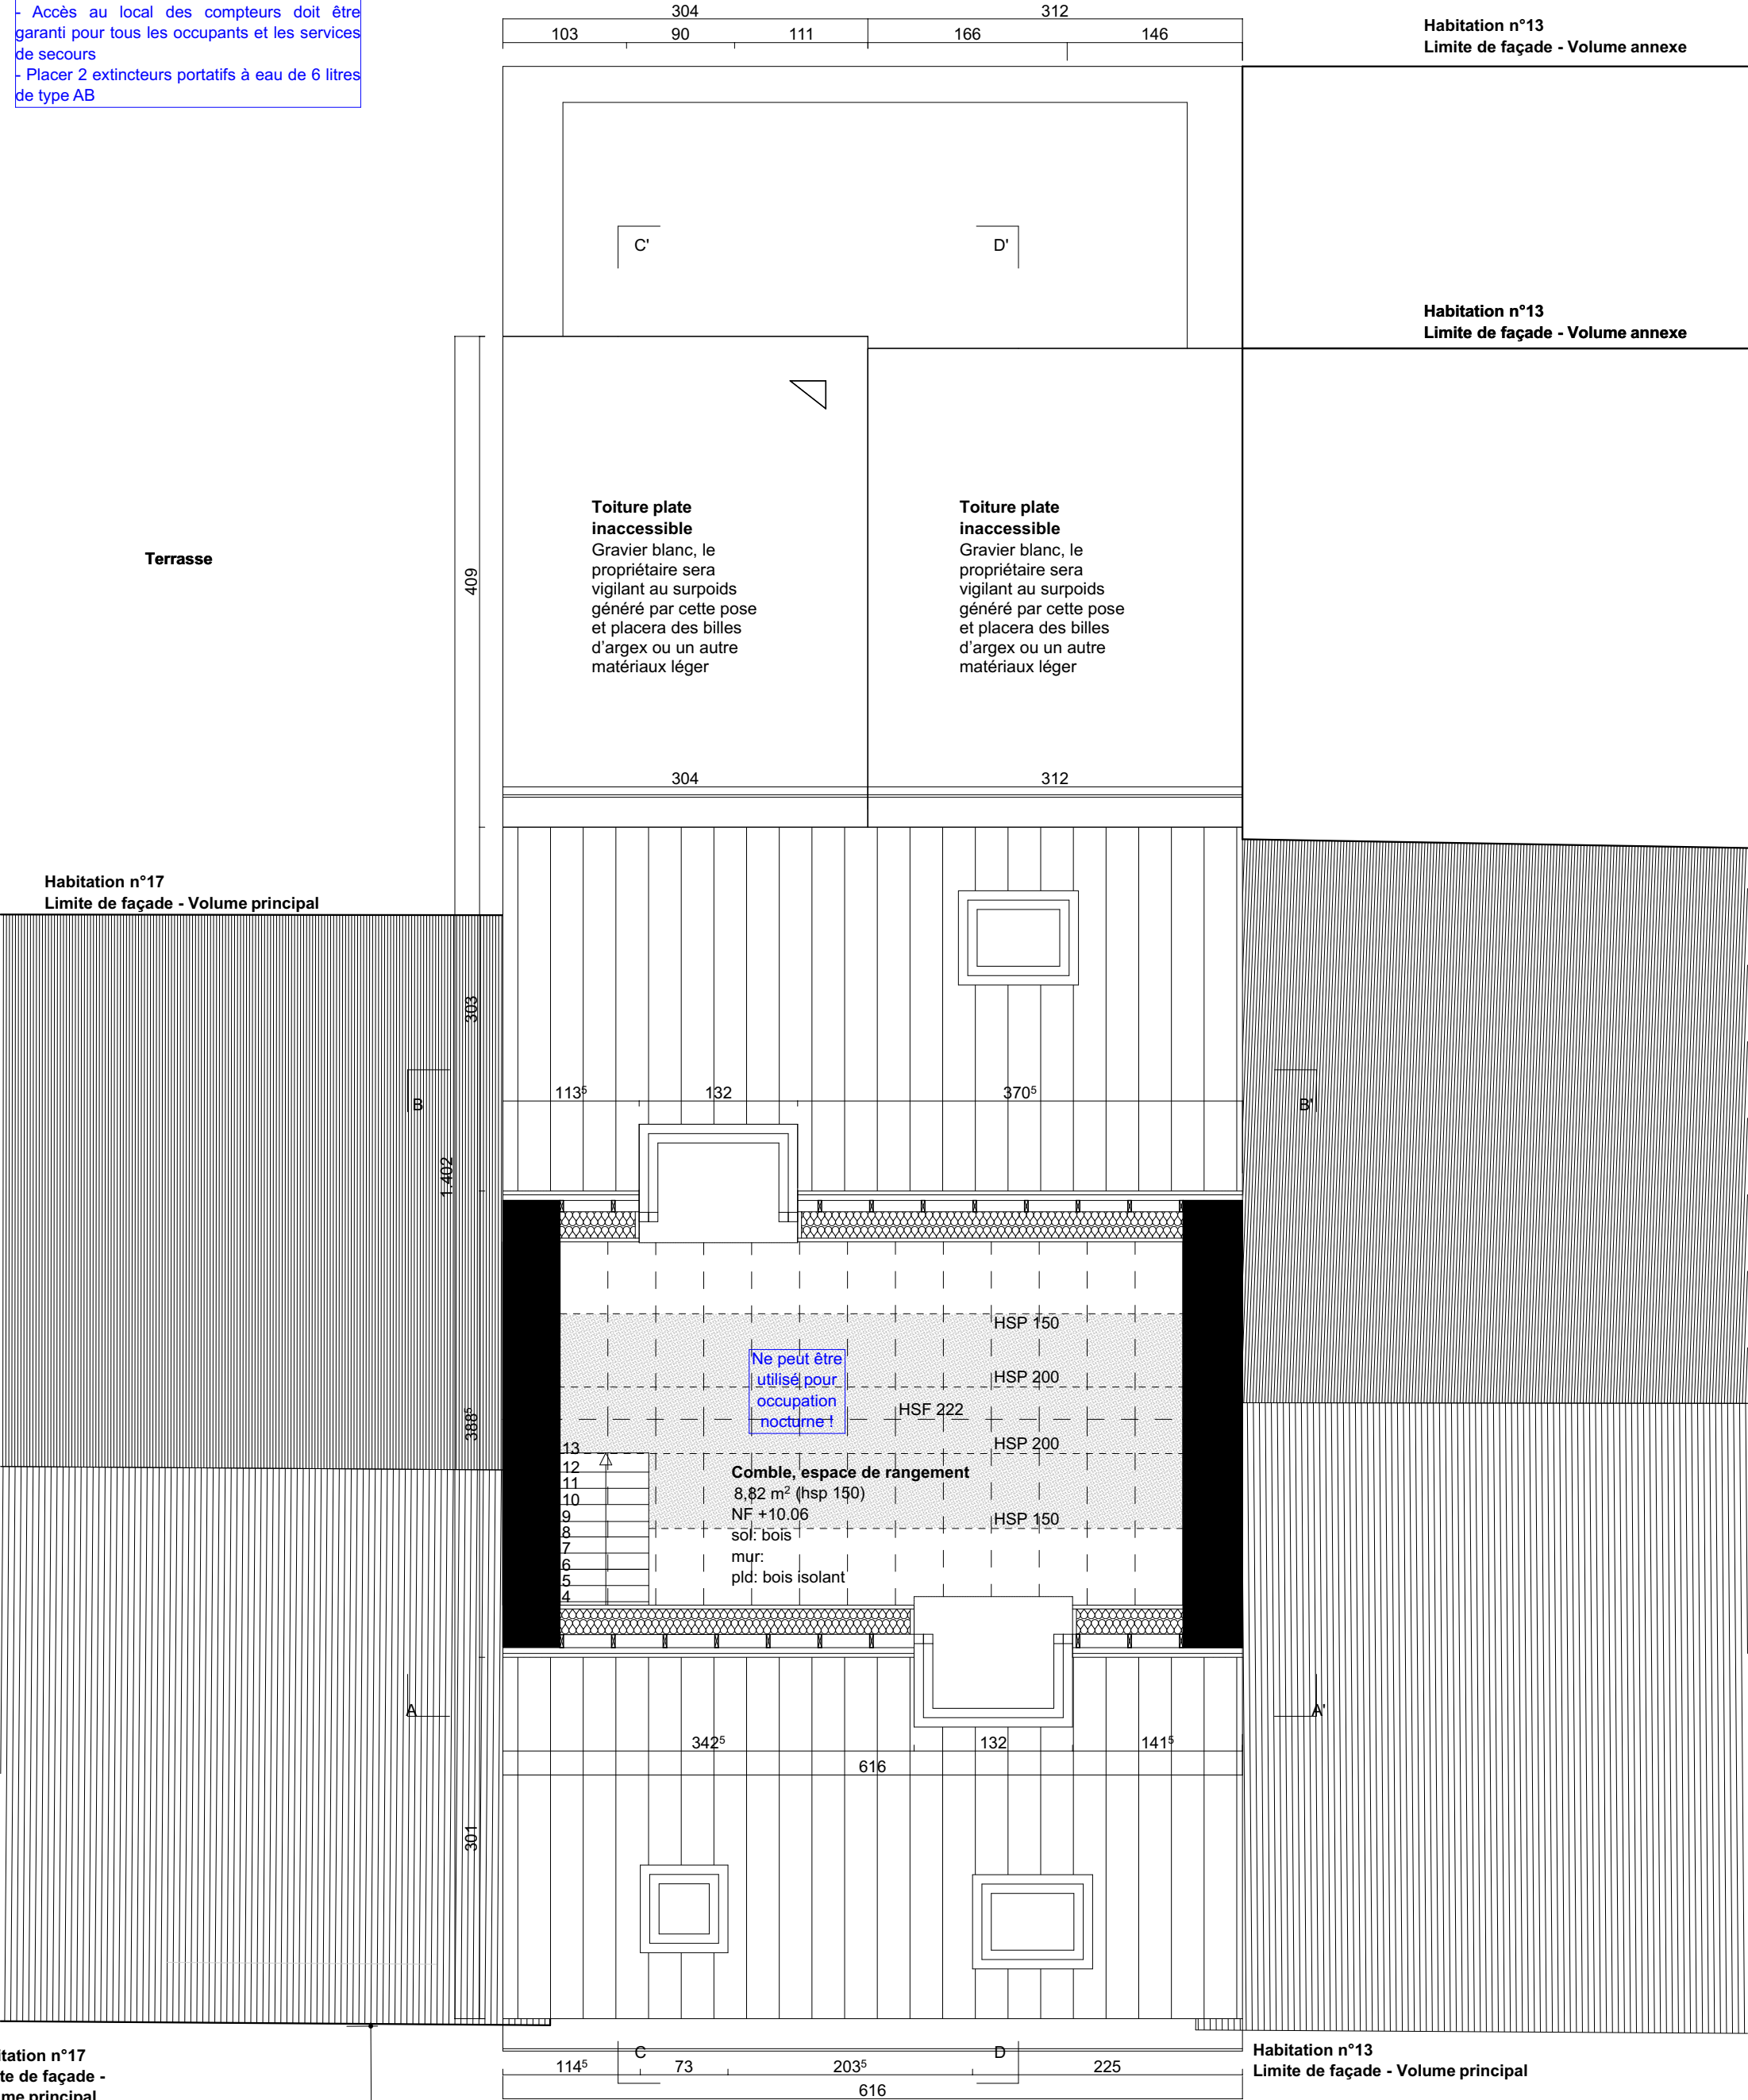 - Accès au local des compteurs doit être
garanti pour tous les occupants et les services
de secours
- Placer 2 extincteurs portatifs à eau de 6 litres
de type AB
304 312
103 90 111 166 146
Habitation n°13
Limite de façade - Volume annexe
C' D'
Habitation n°13
Limite de façade - Volume annexe
Terrasse
409
Toiture plate
inaccessible
Gravier blanc, le
propriétaire sera
vigilant au surpoids
généré par cette pose
et placera des billes
d'argex ou un autre
matériaux léger
Toiture plate
inaccessible
Gravier blanc, le
propriétaire sera
vigilant au surpoids
généré par cette pose
et placera des billes
d'argex ou un autre
matériaux léger
304 312
Habitation n°17
Limite de façade - Volume principal
303
113⁵ 132 370⁵
B B'
1.402
HSP 150
Ne peut être
utilisé pour
occupation
nocturne !
HSP 200
HSF 222
388⁵
HSP 200
13
12
11
10
9
8
7
6
5
4
Comble, espace de rangement
8,82 m² (hsp 150)
NF +10.06
sol: bois
mur:
pld: bois isolant
HSP 150
A A'
342⁵ 132 141⁵
616
301
C D
114⁵ 73 203⁵ 225
616
itation n°17
te de façade -
me principal
Habitation n°13
Limite de façade - Volume principal